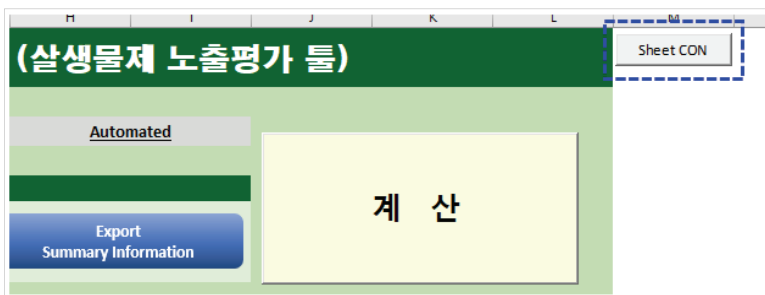 H I J K L M
(살생물제 노출평가 툴)
Sheet CON
Automated
계 산
Export
Summary Information